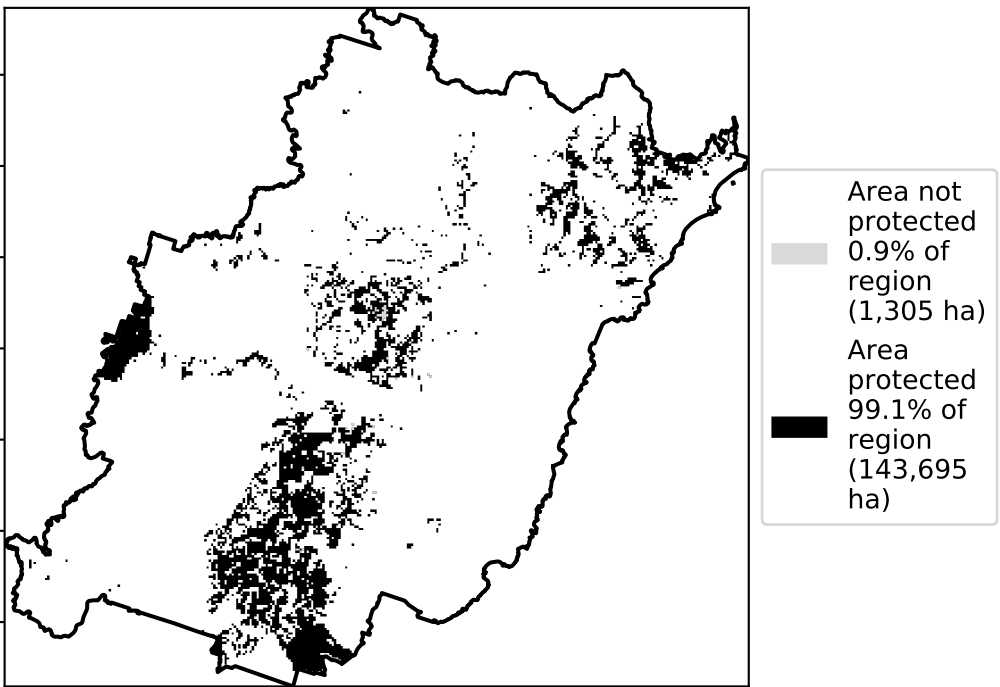 Area not
protected
0.9% of
region
(1,305 ha)
Area
protected
99.1% of
region
(143,695
ha)